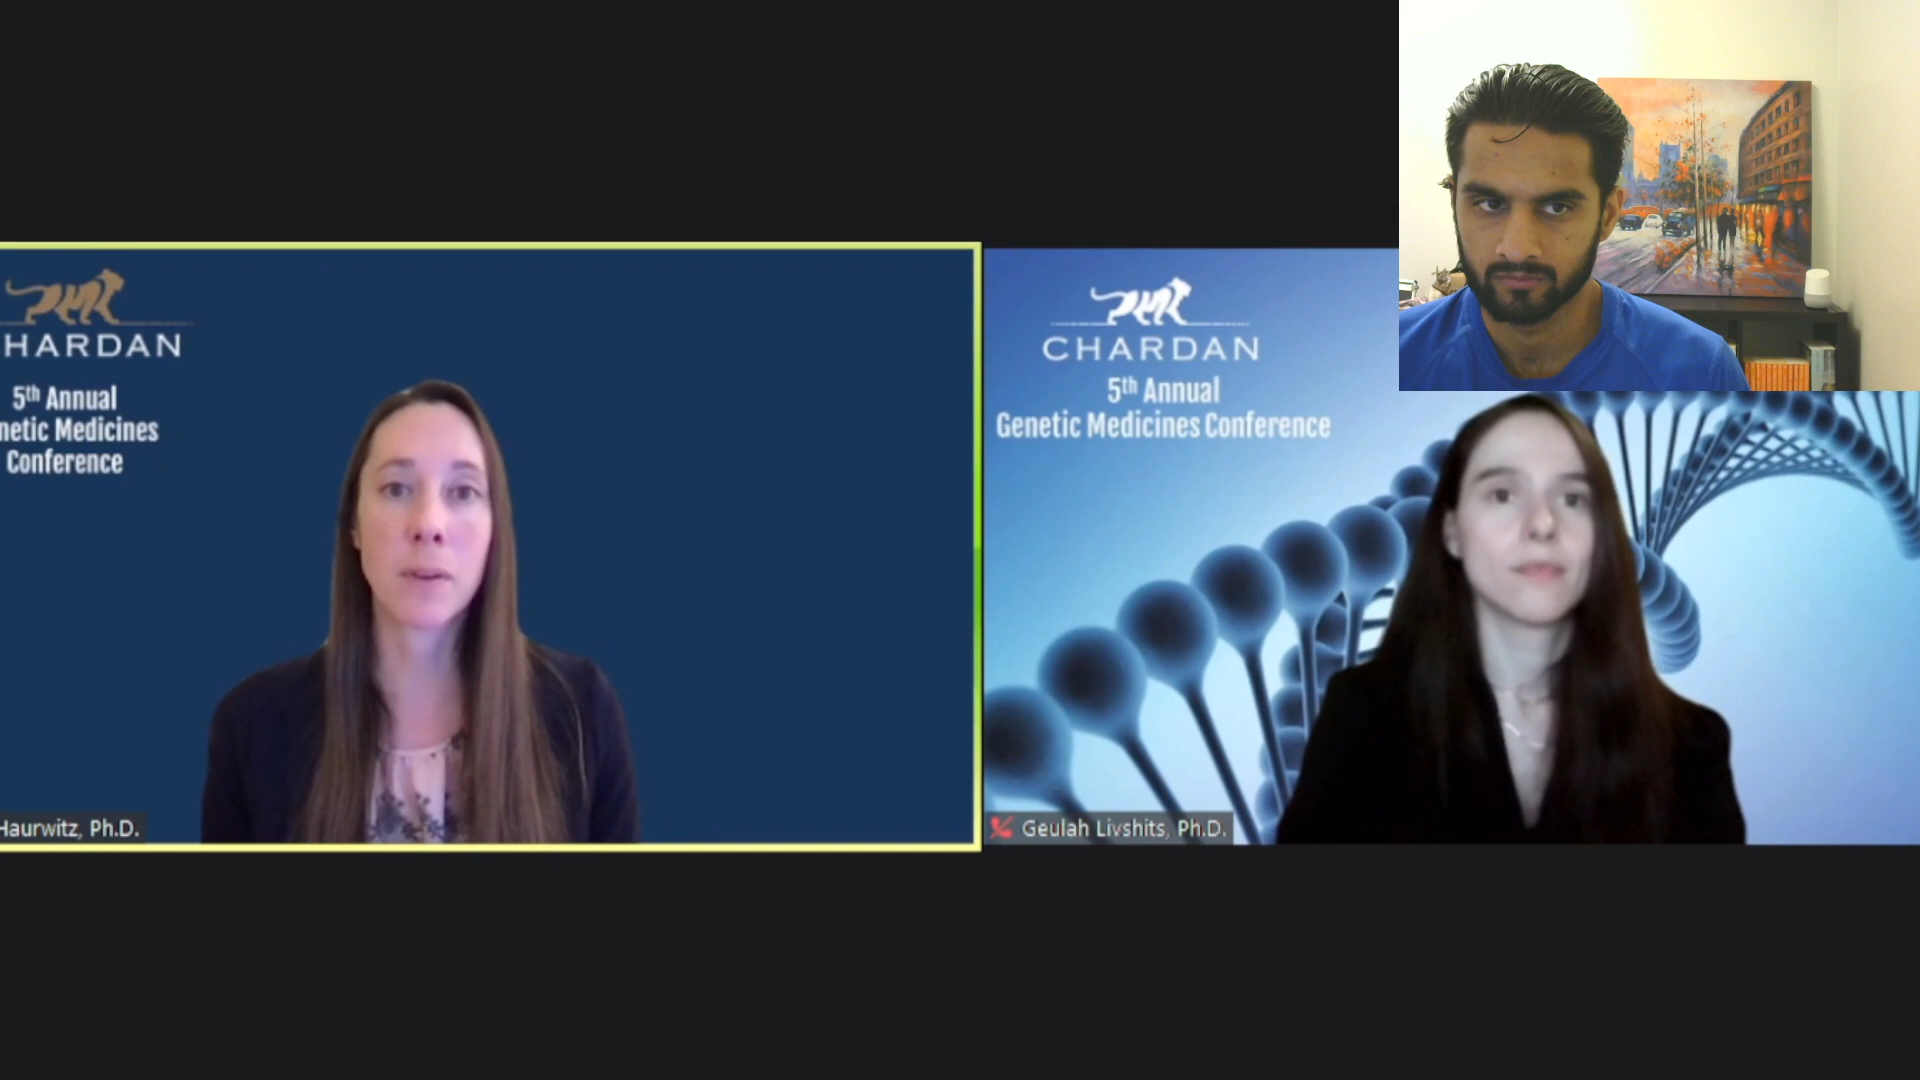 HARDAN
5th Annual
netic Medicines
Conference
Haurwitz, Ph.D.
CHARDAN
5th Annual
Genetic Medicines Conference
Geulah Livshits, Ph.D.